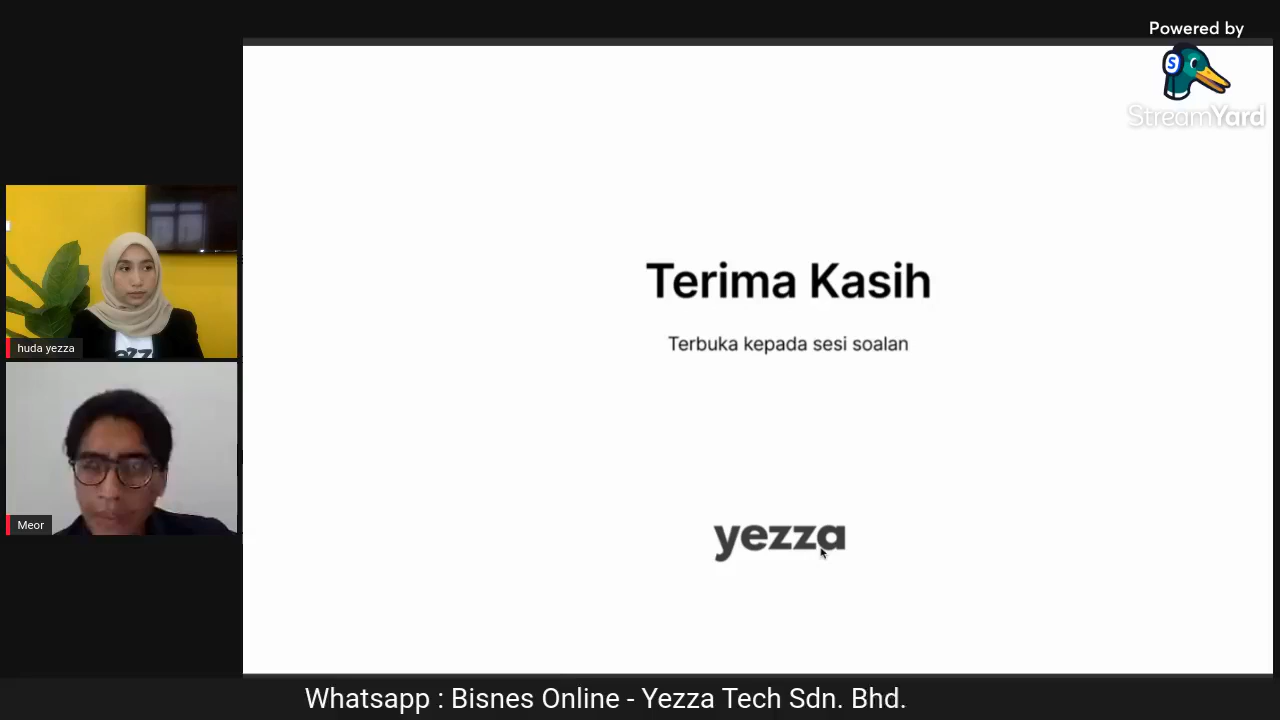 Powered by
S
StreamYard
Terima Kasih
Terbuka kepada sesi soalan
huda yezza
Meor
yezza
Whatsapp : Bisnes Online - Yezza Tech Sdn. Bhd.